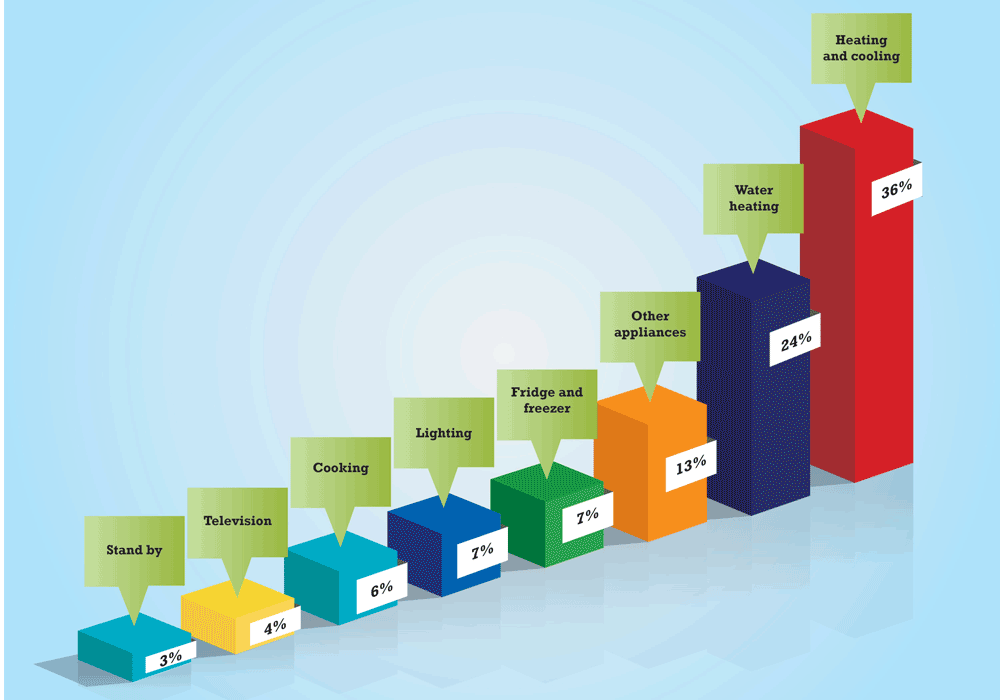 Heating
and cooling
36%
Water
heating
24%
Other
appliances
13%
Fridge and
freezer
7%
Lighting
7%
Cooking
6%
Television
4%
Stand by
3%